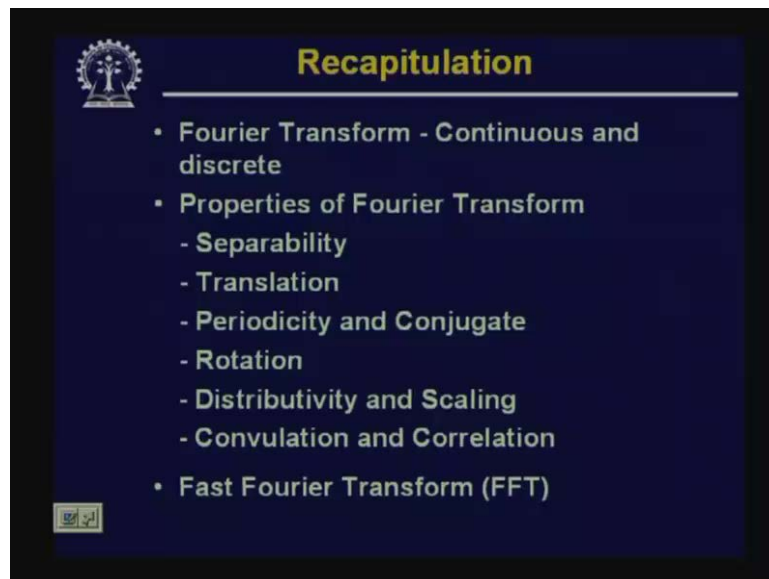 Recapitulation
• Fourier Transform - Continuous and
discrete
• Properties of Fourier Transform
- Separability
- Translation
- Periodicity and Conjugate
- Rotation
- Distributivity and Scaling
- Convulation and Correlation
• Fast Fourier Transform (FFT)